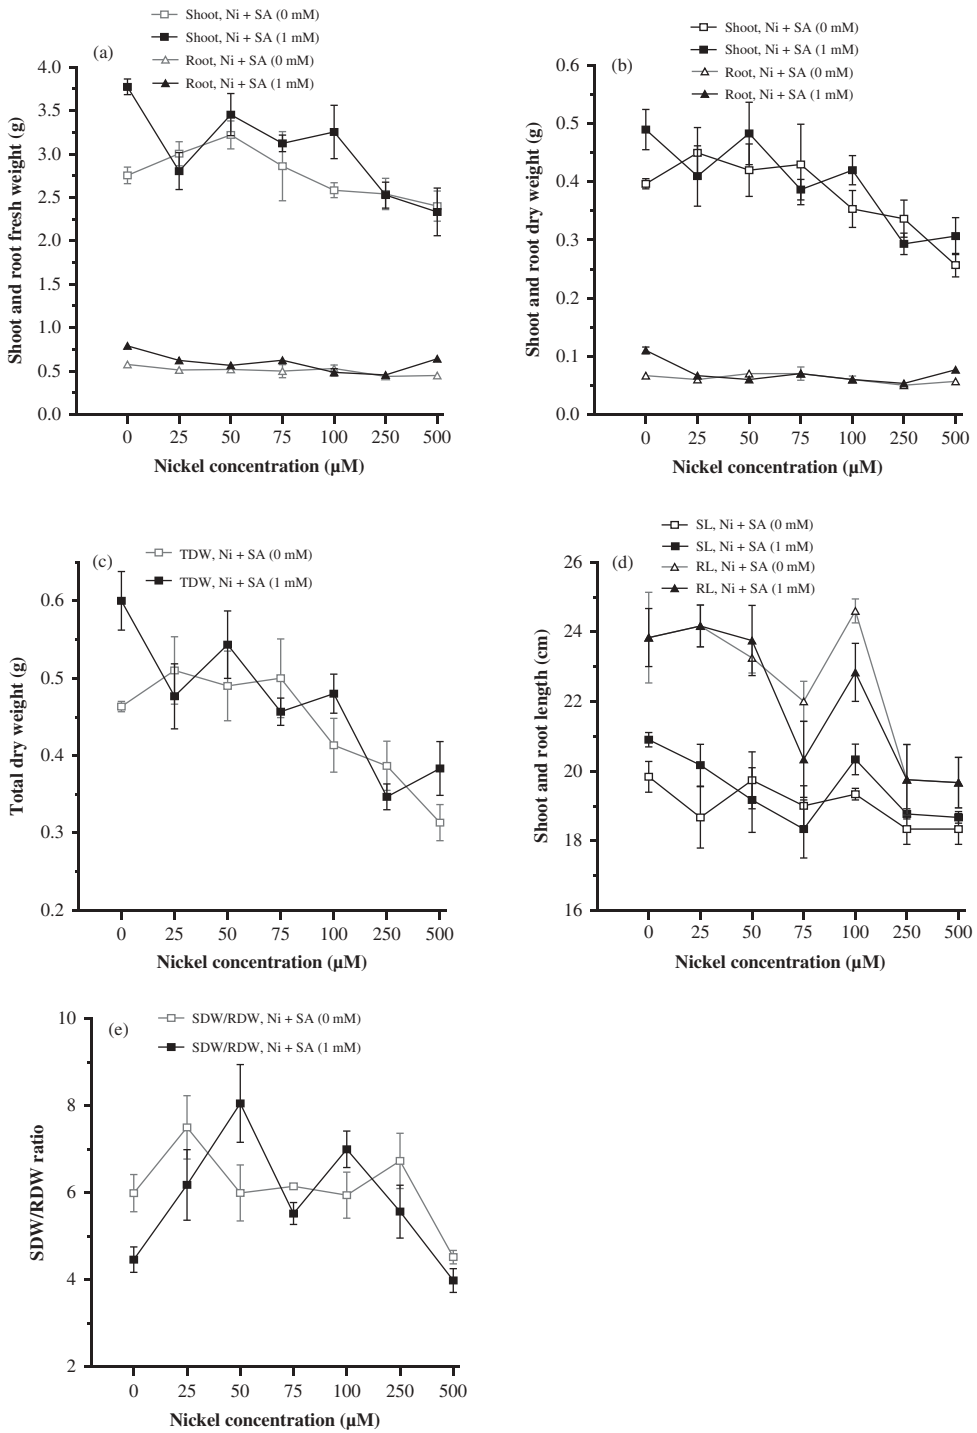 (a)
Shoot, Ni + SA (0 mM)
Shoot, Ni + SA (1 mM)
Root, Ni + SA (0 mM)
Root, Ni + SA (1 mM)
Shoot and root fresh weight (g)
4.0
3.5
3.0
2.5
2.0
1.5
1.0
0.5
0.0
0 25 50 75 100 250 500
Nickel concentration (µM)
(b)
Shoot, Ni + SA (0 mM)
Shoot, Ni + SA (1 mM)
Root, Ni + SA (0 mM)
Root, Ni + SA (1 mM)
Shoot and root dry weight (g)
0.6
0.5
0.4
0.3
0.2
0.1
0.0
0 25 50 75 100 250 500
Nickel concentration (µM)
(c)
TDW, Ni + SA (0 mM)
TDW, Ni + SA (1 mM)
Total dry weight (g)
0.6
0.5
0.4
0.3
0.2
0 25 50 75 100 250 500
Nickel concentration (µM)
(d)
SL, Ni + SA (0 mM)
SL, Ni + SA (1 mM)
RL, Ni + SA (0 mM)
RL, Ni + SA (1 mM)
Shoot and root length (cm)
26
24
22
20
18
16
0 25 50 75 100 250 500
Nickel concentration (µM)
(e)
SDW/RDW, Ni + SA (0 mM)
SDW/RDW, Ni + SA (1 mM)
SDW/RDW ratio
10
8
6
4
2
0 25 50 75 100 250 500
Nickel concentration (µM)